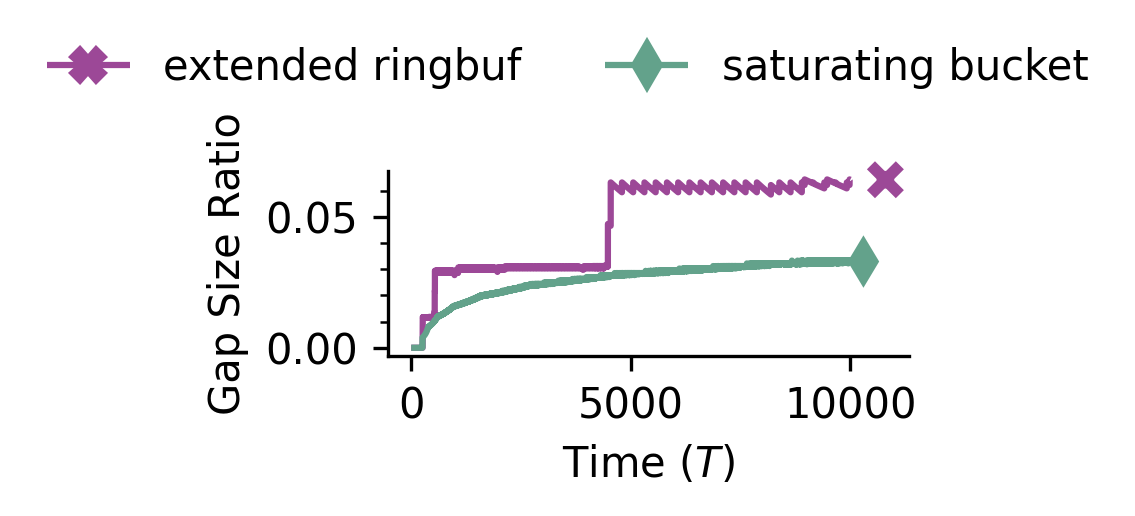 extended ringbuf
saturating bucket
Gap Size Ratio
0.05
0.00
0
5000
10000
Time (T)